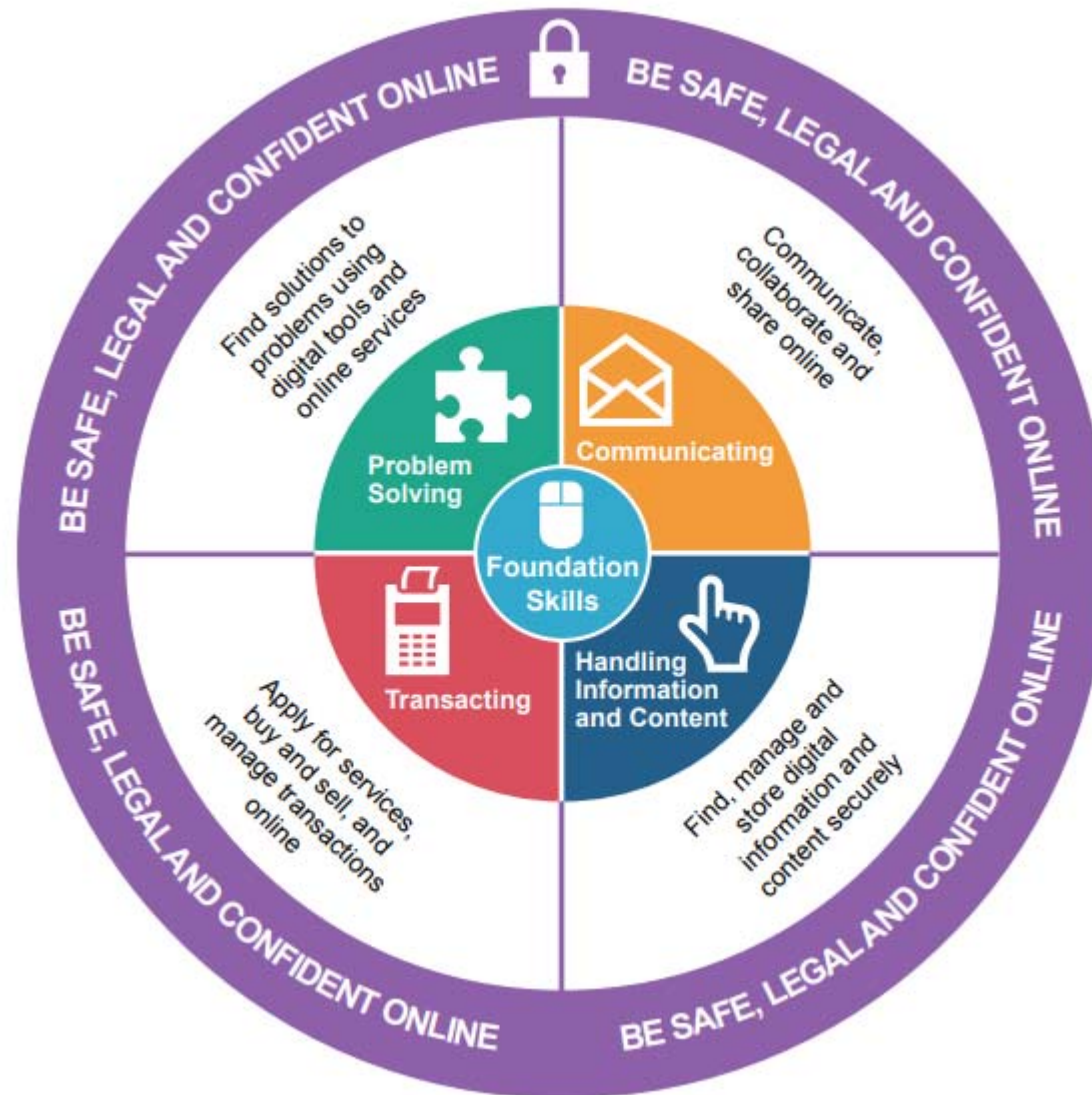 BE SAFE, LEGAL AND CONFIDENT ONLINE
BE SAFE, LEGAL AND CONFIDENT ONLINE
Find solutions to
problems using
digital tools and
online services
Communicate,
collaborate and
share online
Problem
Solving
Communicating
Foundation
Skills
Transacting
Handling
Information
and Content
Apply for services,
buy and sell, and
manage transactions
online
Find, manage and
store digital
information and
content securely
BE SAFE, LEGAL AND CONFIDENT ONLINE
BE SAFE, LEGAL AND CONFIDENT ONLINE